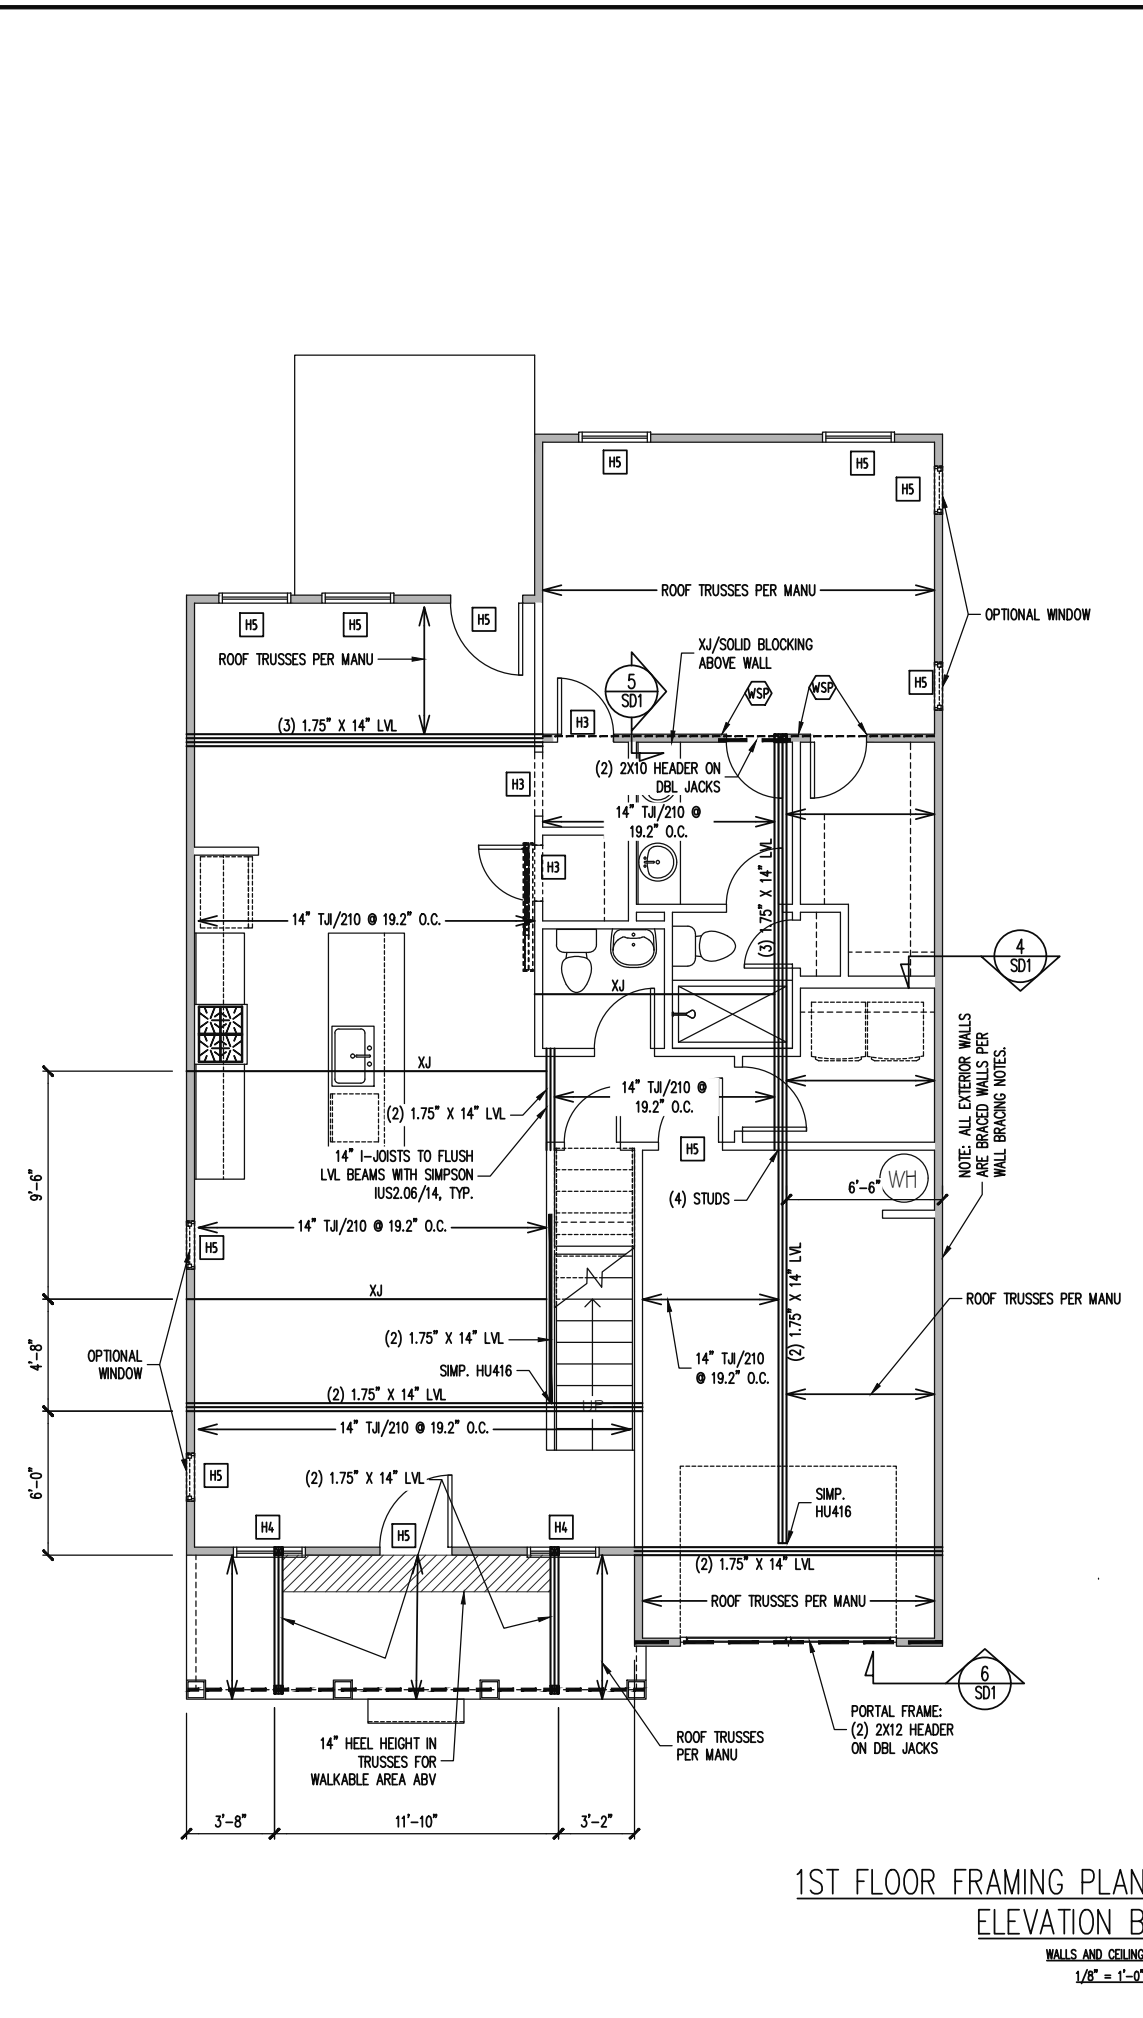 H5
H5
H5
ROOF TRUSSES PER MANU
OPTIONAL WINDOW
H5
H5
H5
ROOF TRUSSES PER MANU
XJ/SOLID BLOCKING
ABOVE WALL
H5
5
SD1
WSP
WSP
(3) 1.75" X 14" LVL
H3
(2) 2X10 HEADER ON
DBL JACKS
H3
14" TJI/210 @
19.2" O.C.
H3
(3) 1.75" X 14" LVL
14" TJI/210 @ 19.2" O.C.
4
SD1
XJ
NOTE: ALL EXTERIOR WALLS
ARE BRACED WALLS PER
WALL BRACING NOTES.
XJ
14" TJI/210 @
19.2" O.C.
(2) 1.75" X 14" LVL
H5
14" I-JOISTS TO FLUSH
LVL BEAMS WITH SIMPSON
IUS2.06/14, TYP.
WH
6'-6"
(4) STUDS
9'-6"
14" TJI/210 @ 19.2" O.C.
H5
(2) 1.75" X 14" LVL
XJ
ROOF TRUSSES PER MANU
(2) 1.75" X 14" LVL
4'-8"
OPTIONAL
WINDOW
SIMP. HU416
14" TJI/210
@ 19.2" O.C.
(2) 1.75" X 14" LVL
UP
14" TJI/210 @ 19.2" O.C.
6'-0"
H5
(2) 1.75" X 14" LVL
SIMP.
HU416
H4
H5
H4
(2) 1.75" X 14" LVL
ROOF TRUSSES PER MANU
6
SD1
PORTAL FRAME:
(2) 2X12 HEADER
ON DBL JACKS
ROOF TRUSSES
PER MANU
14" HEEL HEIGHT IN
TRUSSES FOR
WALKABLE AREA ABV
3'-8"
11'-10"
3'-2"
1ST FLOOR FRAMING PLAN
ELEVATION B
WALLS AND CEILING
1/8" = 1'-0"